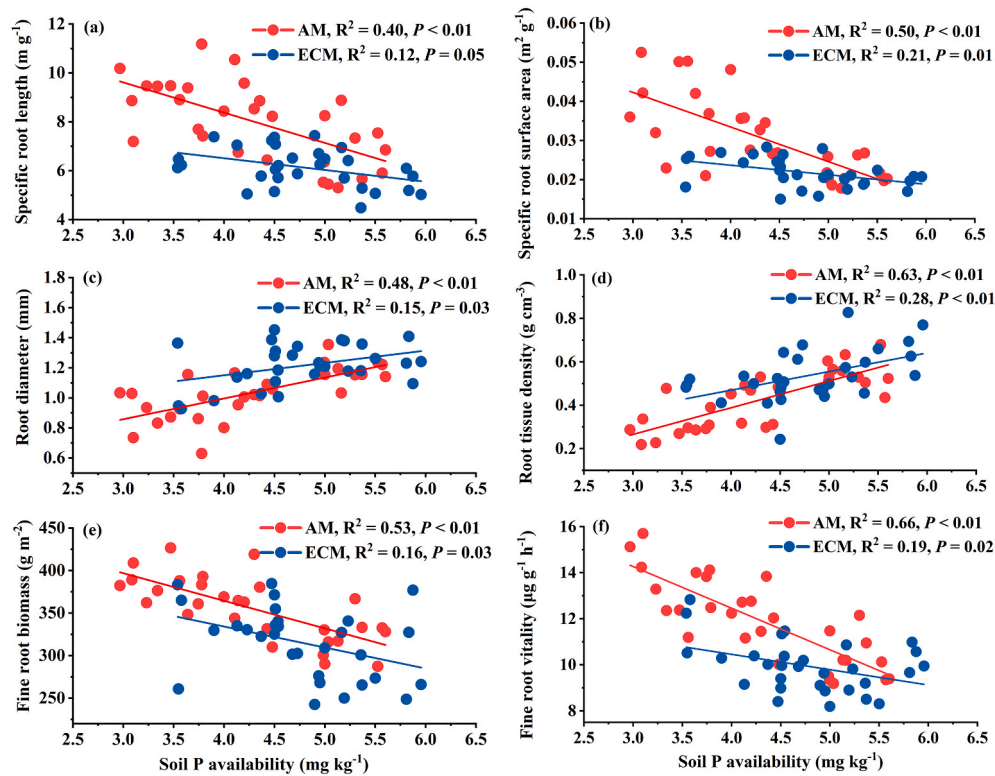 (a)
AM, R² = 0.40, P < 0.01
ECM, R² = 0.12, P = 0.05
Specific root length (m g⁻¹)
12
10
8
6
4
2.5 3.0 3.5 4.0 4.5 5.0 5.5 6.0 6.5
(b)
AM, R² = 0.50, P < 0.01
ECM, R² = 0.21, P = 0.01
Specific root surface area (m² g⁻¹)
0.06
0.05
0.04
0.03
0.02
0.01
2.5 3.0 3.5 4.0 4.5 5.0 5.5 6.0 6.5
(c)
AM, R² = 0.48, P < 0.01
ECM, R² = 0.15, P = 0.03
Root diameter (mm)
1.8
1.6
1.4
1.2
1.0
0.8
0.6
2.5 3.0 3.5 4.0 4.5 5.0 5.5 6.0 6.5
(d)
AM, R² = 0.63, P < 0.01
ECM, R² = 0.28, P < 0.01
Root tissue density (g cm⁻³)
1.0
0.8
0.6
0.4
0.2
2.5 3.0 3.5 4.0 4.5 5.0 5.5 6.0 6.5
(e)
AM, R² = 0.53, P < 0.01
ECM, R² = 0.16, P = 0.03
Fine root biomass (g m⁻²)
450
400
350
300
250
2.5 3.0 3.5 4.0 4.5 5.0 5.5 6.0 6.5
Soil P availability (mg kg⁻¹)
(f)
AM, R² = 0.66, P < 0.01
ECM, R² = 0.19, P = 0.02
Fine root vitality (μg g⁻¹ h⁻¹)
16
14
12
10
8
2.5 3.0 3.5 4.0 4.5 5.0 5.5 6.0 6.5
Soil P availability (mg kg⁻¹)